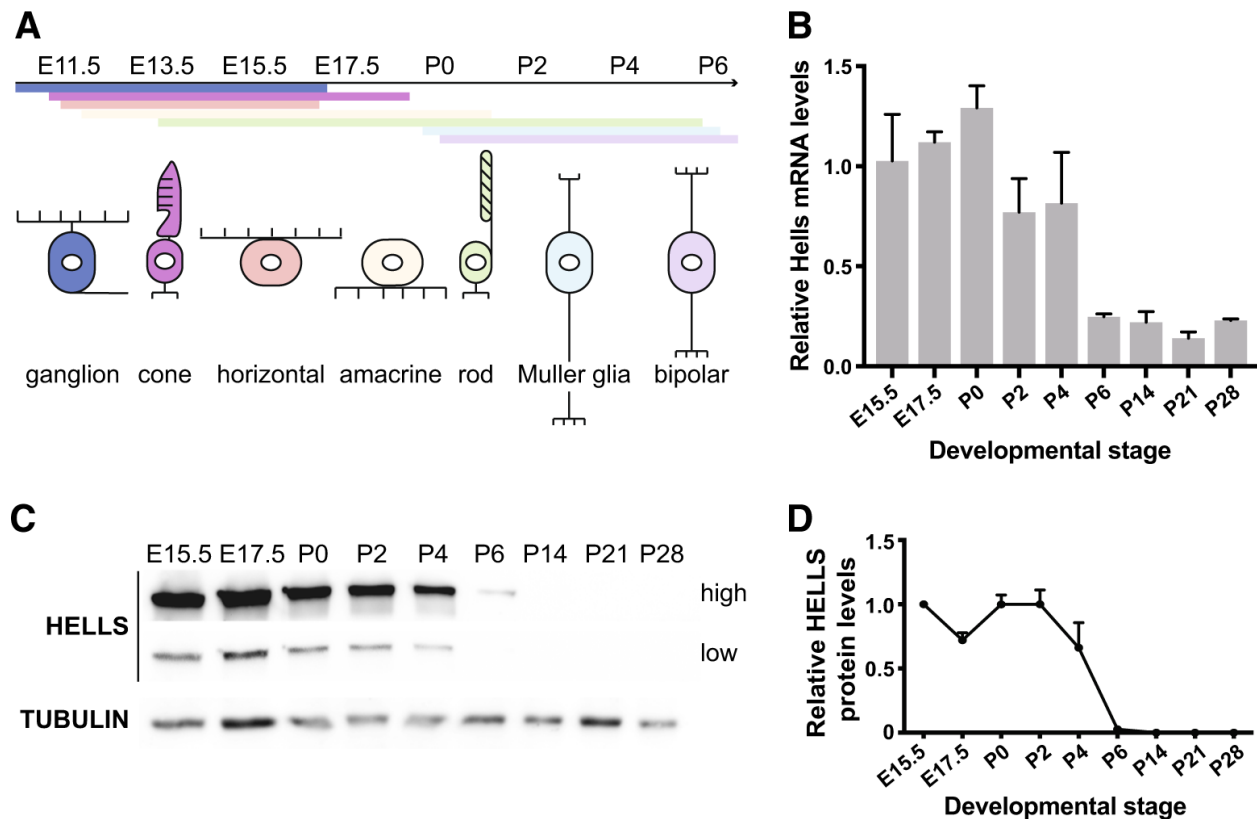 A
E11.5 E13.5 E15.5 E17.5 P0 P2 P4 P6
ganglion cone horizontal amacrine rod Muller glia bipolar
B
Relative Hells mRNA levels
1.5
1.0
0.5
0.0
E15.5 E17.5 P0 P2 P4 P6 P14 P21 P28
Developmental stage
C
E15.5 E17.5 P0 P2 P4 P6 P14 P21 P28
HELLS
high
low
TUBULIN
D
Relative HELLS
protein levels
1.5
1.0
0.5
0
E15.5 E17.5 P0 P2 P4 P6 P14 P21 P28
Developmental stage